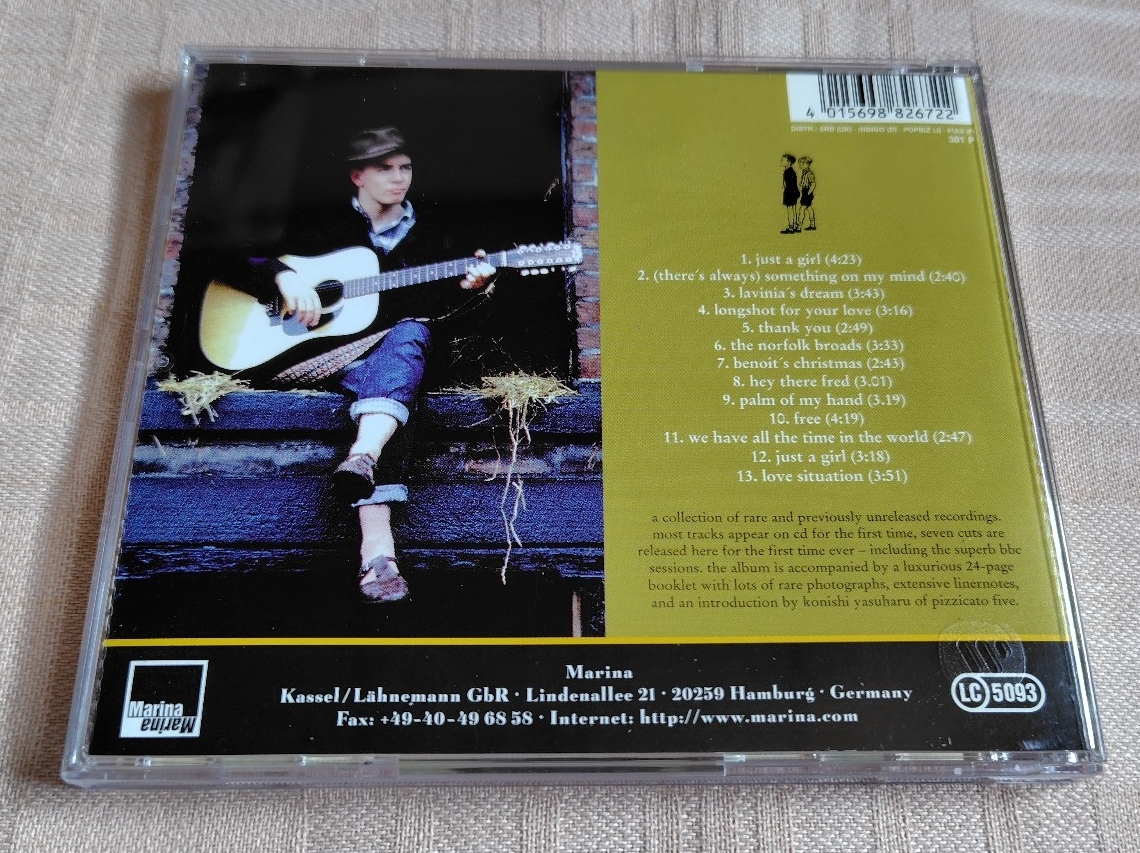 4 015698 826722
DISTR.: SRD (UK) · INDIGO (D) · POPBIZ (J) · PIAS (F)
381 P
1. just a girl (4:23)
2. (there´s always) something on my mind (2:40)
3. lavinia´s dream (3:43)
4. longshot for your love (3:16)
5. thank you (2:49)
6. the norfolk broads (3:33)
7. benoit´s christmas (2:43)
8. hey there fred (3.01)
9. palm of my hand (3.19)
10. free (4:19)
11. we have all the time in the world (2:47)
12. just a girl (3:18)
13. love situation (3:51)
a collection of rare and previously unreleased recordings.
most tracks appear on cd for the first time, seven cuts are
released here for the first time ever – including the superb bbc
sessions. the album is accompanied by a luxurious 24-page
booklet with lots of rare photographs, extensive linernotes,
and an introduction by konishi yasuharu of pizzicato five.
Marina
Marina
Marina
Kassel/Lähnemann GbR · Lindenallee 21 · 20259 Hamburg · Germany
Fax: +49-40-49 68 58 · Internet: http://www.marina.com
LC 5093